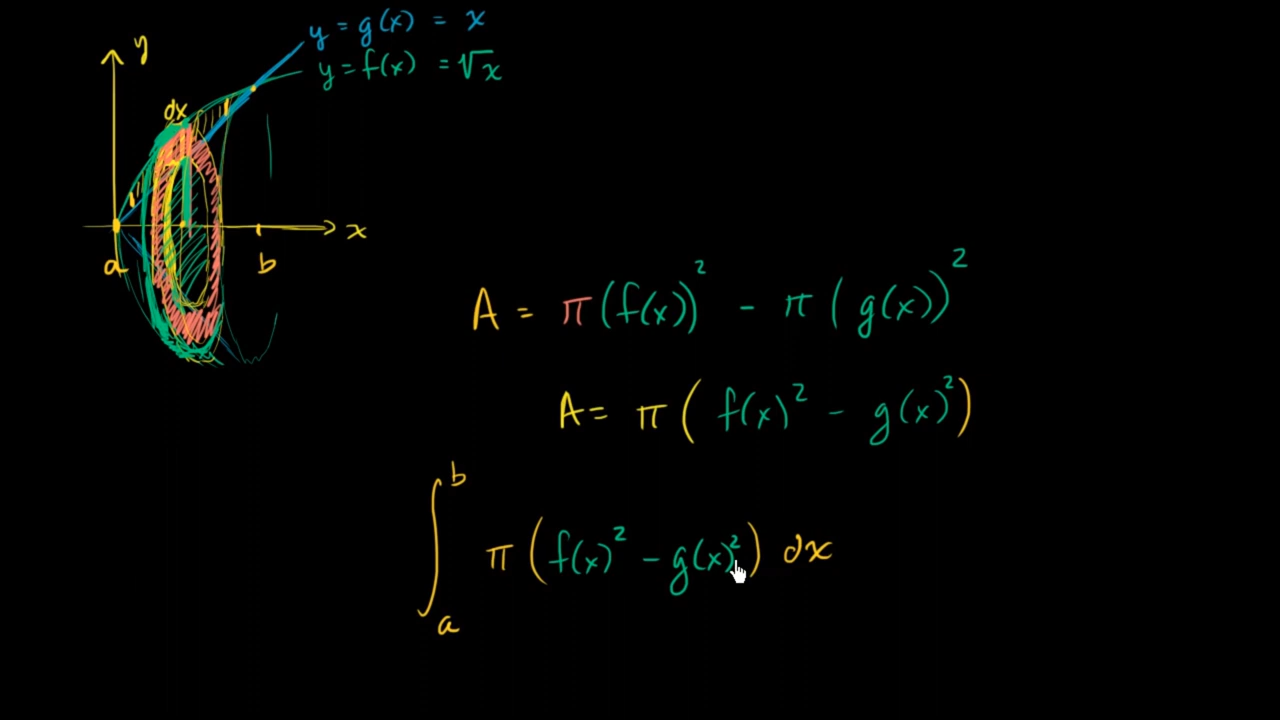 y = g(x) = x
y = f(x) = √x
y
dx
x
a
b
A = π(f(x))² - π(g(x))²
A = π(f(x)² - g(x)²)
∫ₐᵇ π(f(x)² - g(x)²) dx